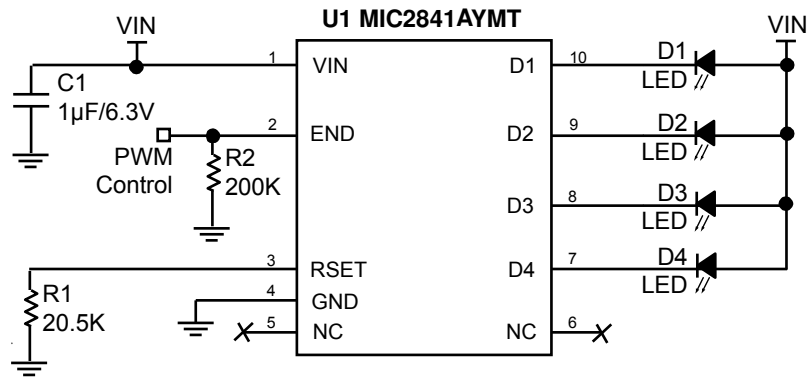 U1 MIC2841AYMT
VIN
VIN
C1
1µF/6.3V
1
VIN
D1
10
D1
LED
PWM
Control
2
END
R2
200K
D2
9
D2
LED
D3
8
D3
LED
3
RSET
R1
20.5K
D4
7
D4
LED
4
GND
5
NC
NC
6